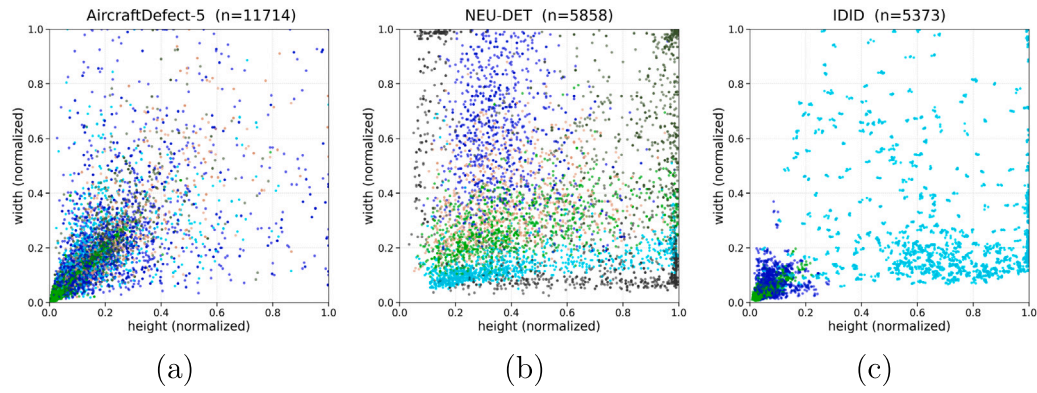 AircraftDefect-5 (n=11714)
1.0
0.8
0.6
0.4
0.2
0.0
width (normalized)
0.0 0.2 0.4 0.6 0.8 1.0
height (normalized)
(a)
NEU-DET (n=5858)
1.0
0.8
0.6
0.4
0.2
0.0
width (normalized)
0.0 0.2 0.4 0.6 0.8 1.0
height (normalized)
(b)
IDID (n=5373)
1.0
0.8
0.6
0.4
0.2
0.0
width (normalized)
0.0 0.2 0.4 0.6 0.8 1.0
height (normalized)
(c)